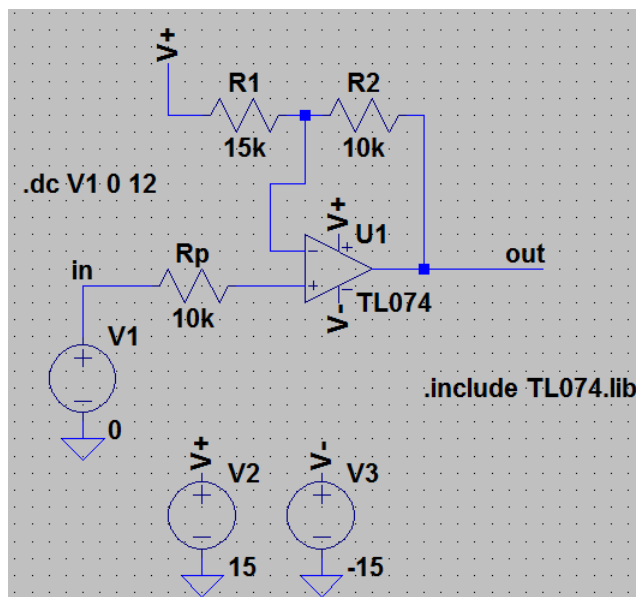 V+
R1
R2
15k
10k
.dc V1 0 12
V+
U1
in
Rp
out
10k
V-
TL074
V1
.include TL074.lib
0
V+
V2
V-
V3
15
-15